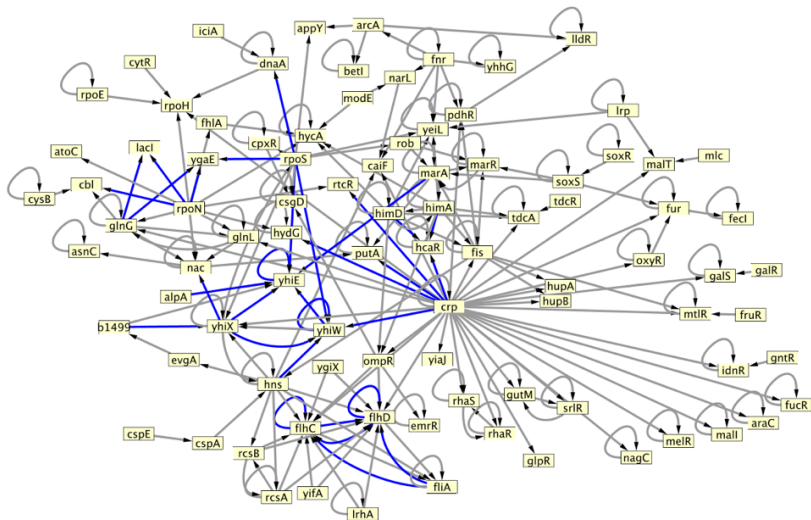 iciA
appY
arcA
cytR
dnaA
lldR
fnr
betI
yhhG
narL
rpoE
rpoH
modE
pdhR
lrp
fhlA
hycA
yeiL
cpxR
rob
soxR
atoC
lacI
ygaE
rpoS
caiF
marA
marR
malT
mlc
soxS
cysB
cbl
rtcR
tdcR
rpoN
csgD
himD
himA
tdcA
fur
fecI
glnG
glnL
hydG
hcaR
asnC
nac
putA
fis
oxyR
yhiE
hupA
galS
galR
alpA
hupB
crp
mtlR
fruR
b1499
yhiX
yhiW
evgA
ompR
yiaJ
hns
ygiX
idnR
gntR
rhaS
gutM
srlR
fucR
flhC
flhD
emrR
araC
cspE
cspA
rhaR
malI
rcsB
melR
glpR
nagC
fliA
rcsA
yifA
lrhA